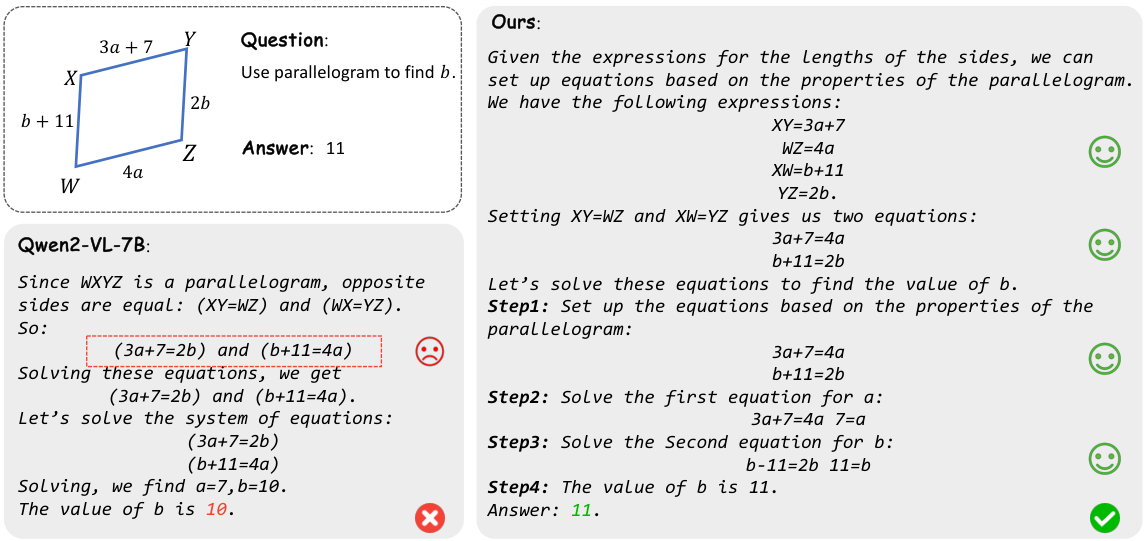 3a + 7
Y
X
b + 11
2b
Z
4a
W
Question:
Use parallelogram to find b.
Answer: 11
Qwen2-VL-7B:
Since WXYZ is a parallelogram, opposite
sides are equal: (XY=WZ) and (WX=YZ).
So:
(3a+7=2b) and (b+11=4a)
Solving these equations, we get
(3a+7=2b) and (b+11=4a).
Let's solve the system of equations:
(3a+7=2b)
(b+11=4a)
Solving, we find a=7,b=10.
The value of b is 10.
Ours:
Given the expressions for the lengths of the sides, we can
set up equations based on the properties of the parallelogram.
We have the following expressions:
XY=3a+7
WZ=4a
XW=b+11
YZ=2b.
Setting XY=WZ and XW=YZ gives us two equations:
3a+7=4a
b+11=2b
Let's solve these equations to find the value of b.
Step1: Set up the equations based on the properties of the
parallelogram:
3a+7=4a
b+11=2b
Step2: Solve the first equation for a:
3a+7=4a 7=a
Step3: Solve the Second equation for b:
b-11=2b 11=b
Step4: The value of b is 11.
Answer: 11.